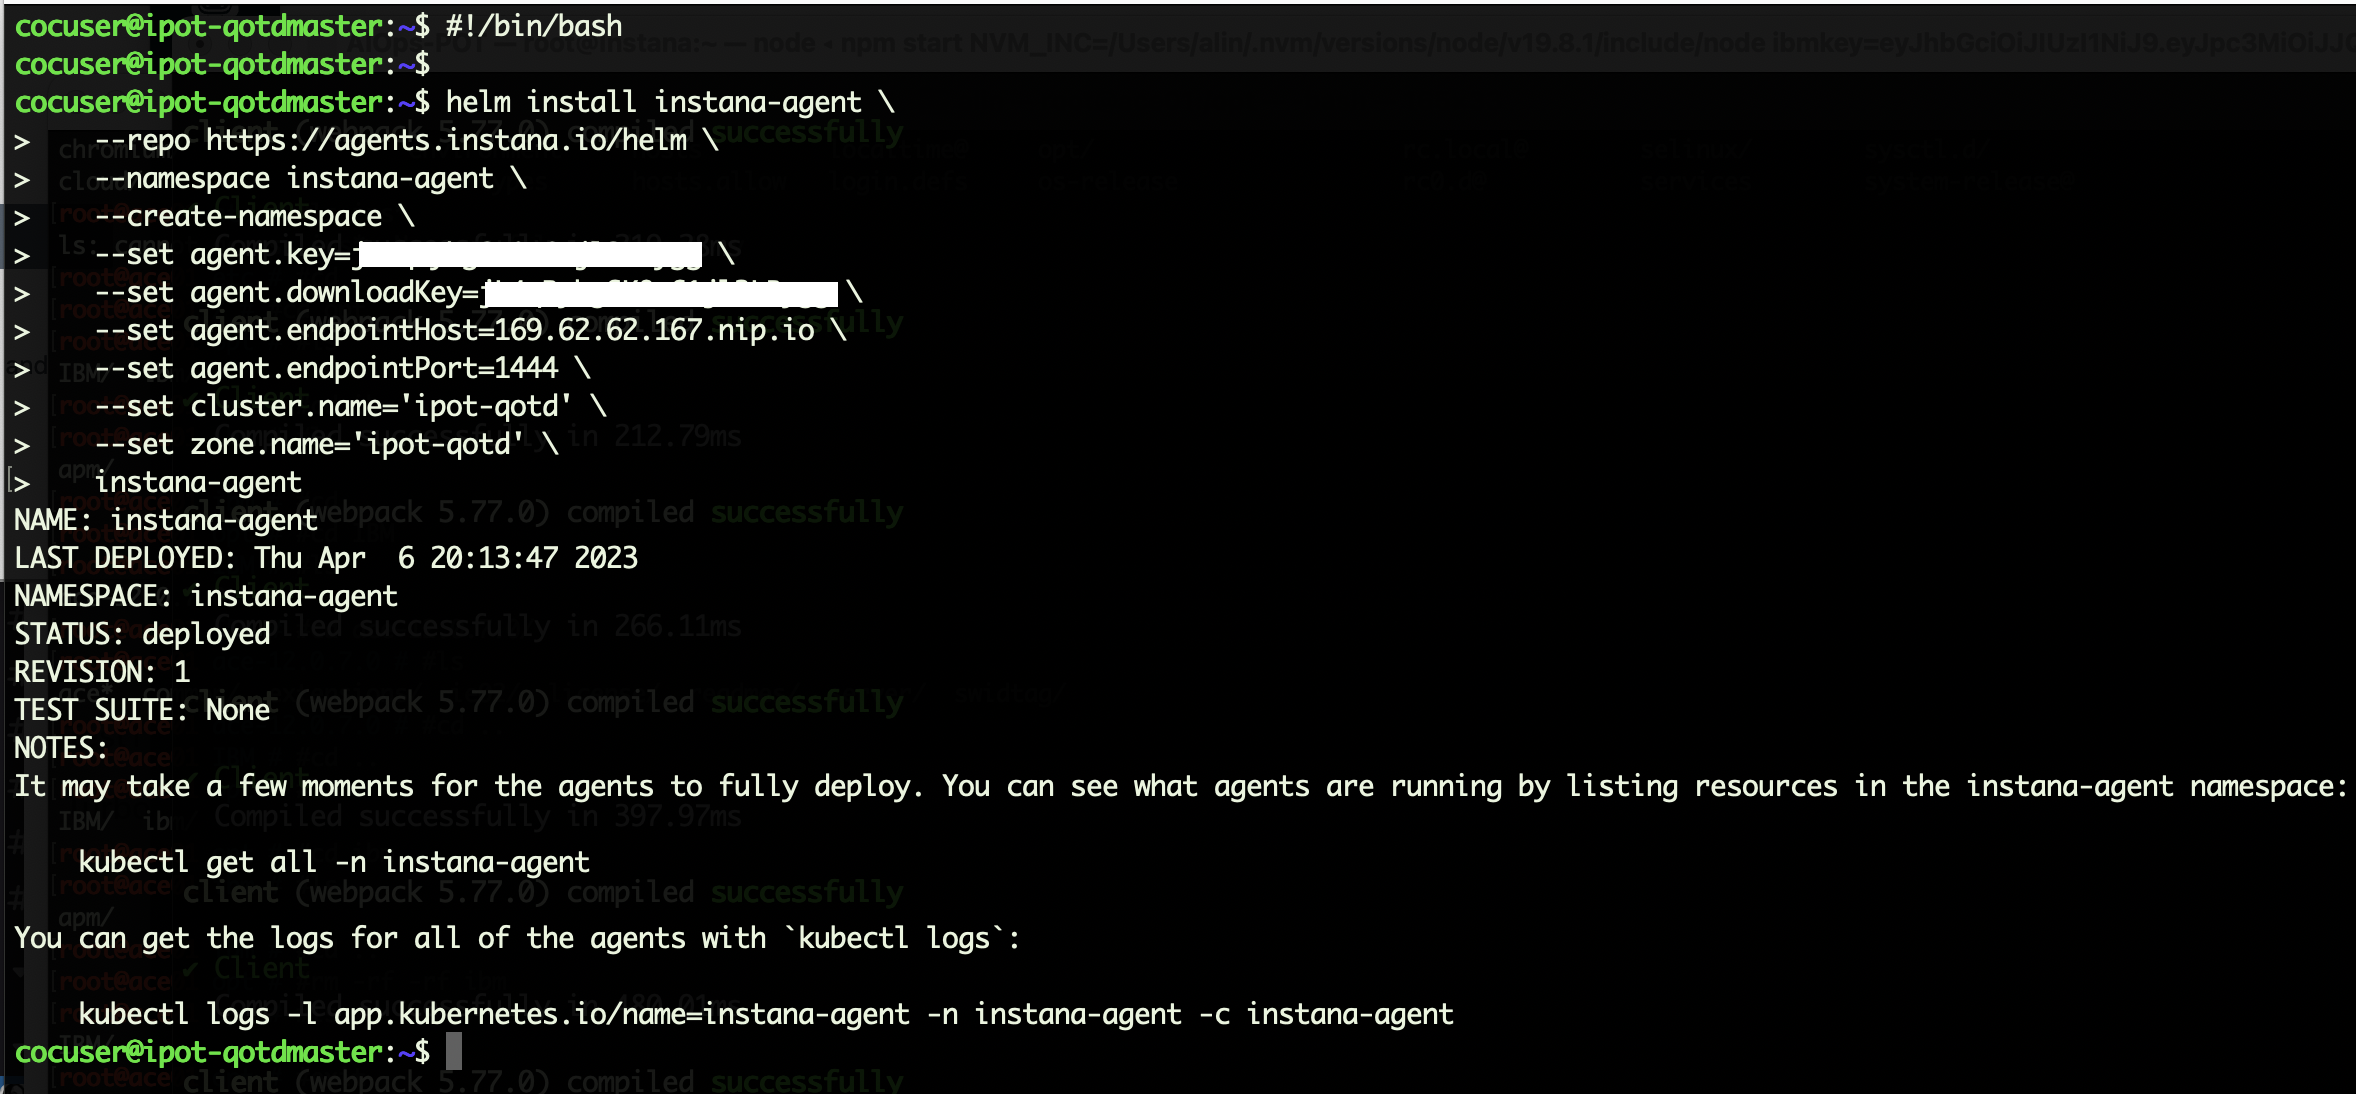 cocuser@ipot-qotdmaster:~$ #!/bin/bash
cocuser@ipot-qotdmaster:~$
cocuser@ipot-qotdmaster:~$ helm install instana-agent \
>    --repo https://agents.instana.io/helm \
>    --namespace instana-agent \
>    --create-namespace \
>    --set agent.key= \
>    --set agent.downloadKey= \
>    --set agent.endpointHost=169.62.62.167.nip.io \
>    --set agent.endpointPort=1444 \
>    --set cluster.name='ipot-qotd' \
>    --set zone.name='ipot-qotd' \
[>    instana-agent
NAME: instana-agent
LAST DEPLOYED: Thu Apr  6 20:13:47 2023
NAMESPACE: instana-agent
STATUS: deployed
REVISION: 1
TEST SUITE: None
NOTES:
It may take a few moments for the agents to fully deploy. You can see what agents are running by listing resources in the instana-agent namespace:
    kubectl get all -n instana-agent
You can get the logs for all of the agents with `kubectl logs`:
    kubectl logs -l app.kubernetes.io/name=instana-agent -n instana-agent -c instana-agent
cocuser@ipot-qotdmaster:~$